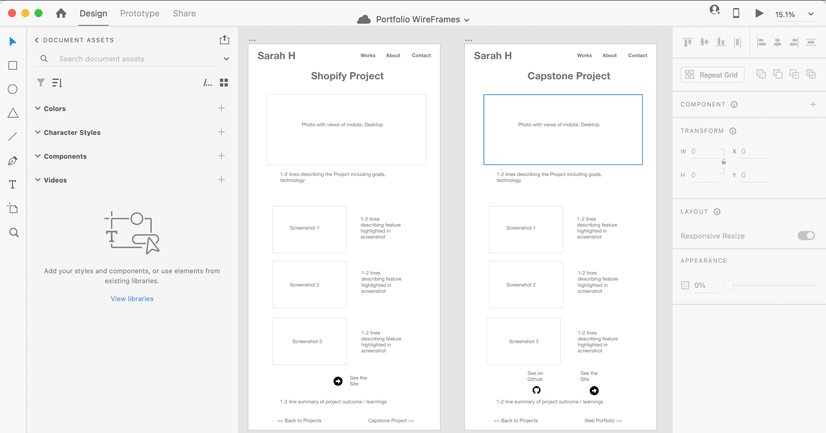 Design
Prototype
Share
Portfolio WireFrames
15.1%
DOCUMENT ASSETS
Search document assets
/...
Colors
Character Styles
Components
Videos
Add your styles and components, or use elements from
existing libraries.
View libraries
Sarah H
Works
About
Contact
Shopify Project
Photo with views of mobile, Desktop
1-2 lines describing the Project including goals,
technology
Screenshot 1
1-2 lines
describing feature
highlighted in
screenshot
Screenshot 2
1-2 lines
describing feature
highlighted in
screenshot
Screenshot 3
1-2 lines
describing feature
highlighted in
screenshot
See the
Site
1-2 line summary of project outcome / learnings
<< Back to Projects
Capstone Project >>
Sarah H
Works
About
Contact
Capstone Project
Photo with views of mobile, Desktop
1-2 lines describing the Project including goals,
technology
Screenshot 1
1-2 lines
describing feature
highlighted in
screenshot
Screenshot 2
1-2 lines
describing feature
highlighted in
screenshot
Screenshot 3
1-2 lines
describing feature
highlighted in
screenshot
See on
Github
See the
Site
1-2 line summary of project outcome / learnings
<< Back to Projects
Web Portfolio >>
Repeat Grid
COMPONENT
TRANSFORM
W 0
X 0
H 0
Y 0
LAYOUT
Responsive Resize
APPEARANCE
0%